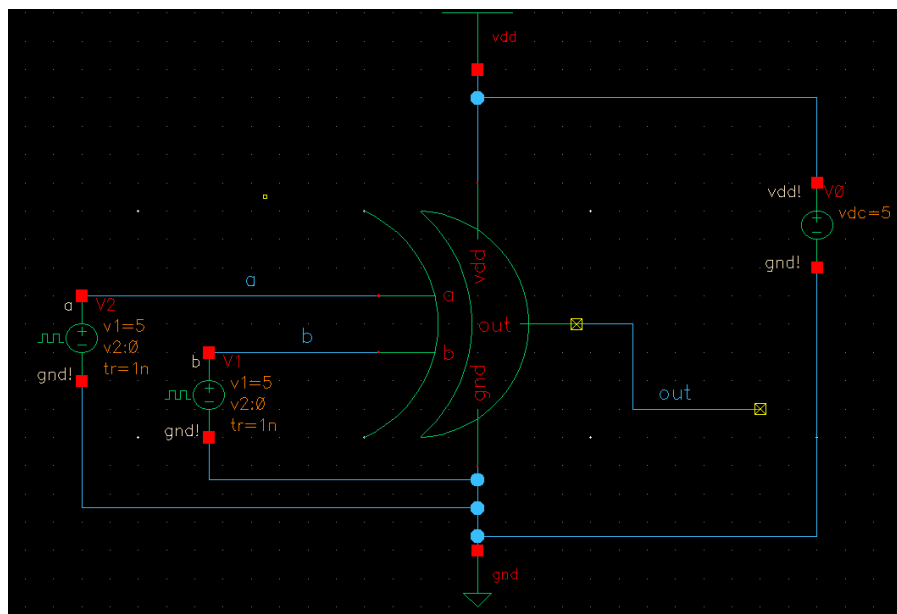 vdd
vdd!
V0
vdc=5
gnd!
vdd
a
a
a
V2
v1=5
v2:0
tr=1n
gnd!
out
b
b
b
V1
v1=5
v2:0
tr=1n
gnd!
gnd
out
gnd